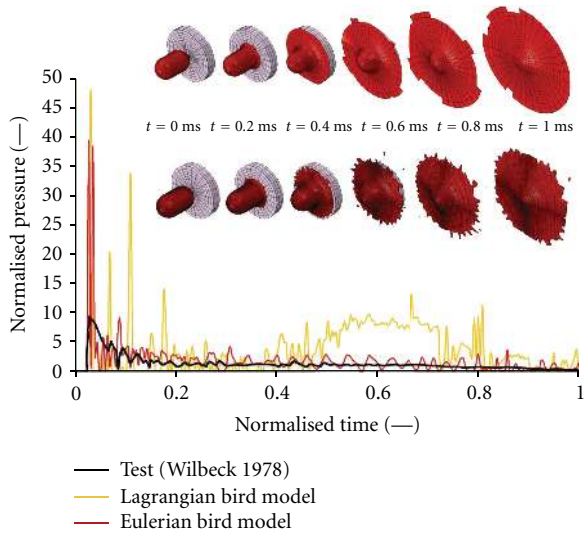 50
45
40
35
30
25
20
15
10
5
0
Normalised pressure (—)
t = 0 ms t = 0.2 ms t = 0.4 ms t = 0.6 ms t = 0.8 ms t = 1 ms
0 0.2 0.4 0.6 0.8 1
Normalised time (—)
Test (Wilbeck 1978)
Lagrangian bird model
Eulerian bird model